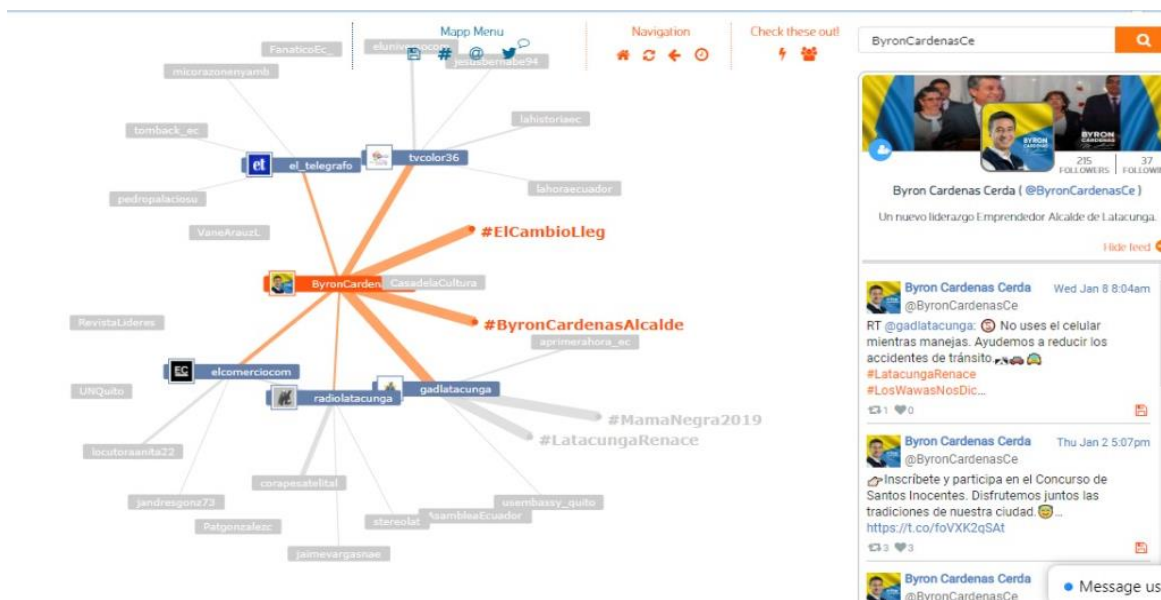 Mapp Menu
Navigation
Check these out!
ByronCardenasCe
FanaticoEc_
eluniversocom
jesusbernabe94
micorazonenyamb
lahistoriaec
tomback_ec
et
el_telegrafo
tvcolor36
lahoraecuador
pedropalaciosu
VaneArauzL
#ElCambioLleg
ByronCarden
CasadelaCultura
RevistaLideres
#ByronCardenasAlcalde
aprimerahora_ec
EC
elcomerciocom
UNQuito
radiolatacunga
gadlatacunga
#MamaNegra2019
#LatacungaRenace
locutoraanita22
corapesatelital
jandresgonz73
usembassy_quito
Patgonzalezc
stereolat
AsambleaEcuador
jaimevargasnae
BYRON
CARDENAS
BYRON
215
FOLLOWERS
37
FOLLOWIN
Byron Cardenas Cerda ( @ByronCardenasCe )
Un nuevo liderazgo Emprendedor Alcalde de Latacunga.
Hide feed
Byron Cardenas Cerda Wed Jan 8 8:04am
@ByronCardenasCe
RT @gadlatacunga: 📵 No uses el celular
mientras manejas. Ayudemos a reducir los
accidentes de tránsito.
#LatacungaRenace
#LosWawasNosDic...
1 0
Byron Cardenas Cerda Thu Jan 2 5:07pm
@ByronCardenasCe
👉Inscríbete y participa en el Concurso de
Santos Inocentes. Disfrutemos juntos las
tradiciones de nuestra ciudad.😇...
https://t.co/foVXK2qSAt
3 3
Byron Cardenas Cerda
@ByronCardenasCe
Message us